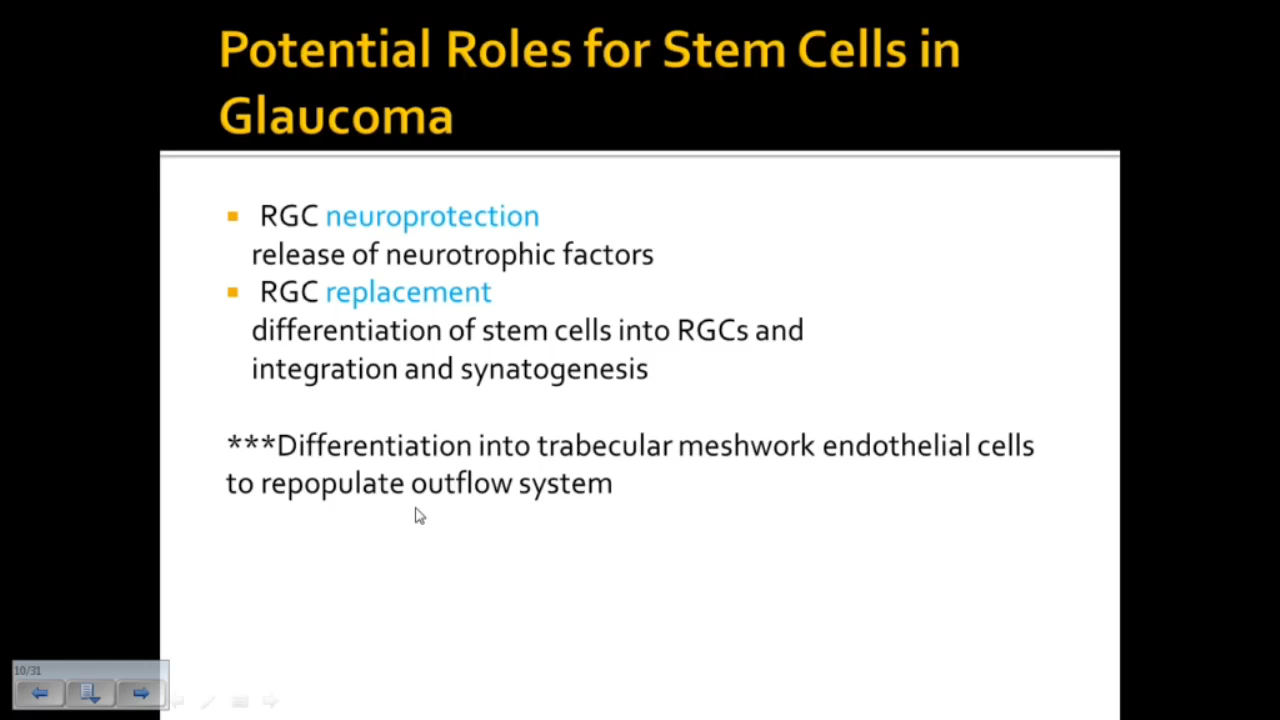 Potential Roles for Stem Cells in
Glaucoma
RGC neuroprotection
release of neurotrophic factors
RGC replacement
differentiation of stem cells into RGCs and
integration and synatogenesis
***Differentiation into trabecular meshwork endothelial cells
to repopulate outflow system
10/31